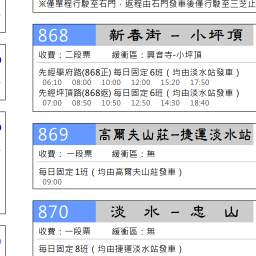 ※僅單程行駛至石門，返程由石門發車後僅行駛至三芝止
868 新春街 – 小坪頂
收費：二段票 緩衝區：興音寺-小坪頂
先經學府路(868正)每日固定6班（均由淡水站發車）
06:10 08:00 10:00 12:00 15:20 17:50
先經坪頂路(868返)每日固定6班（均由淡水站發車）
07:00 08:50 10:50 12:50 14:30 18:40
869 高爾夫山莊–捷運淡水站
收費：一段票 緩衝區：無
每日固定1班（均由高爾夫山莊發車）
09:00
870 淡 水 – 忠 山
收費：一段票 緩衝區：無
每日固定8班（均由捷運淡水站發車）